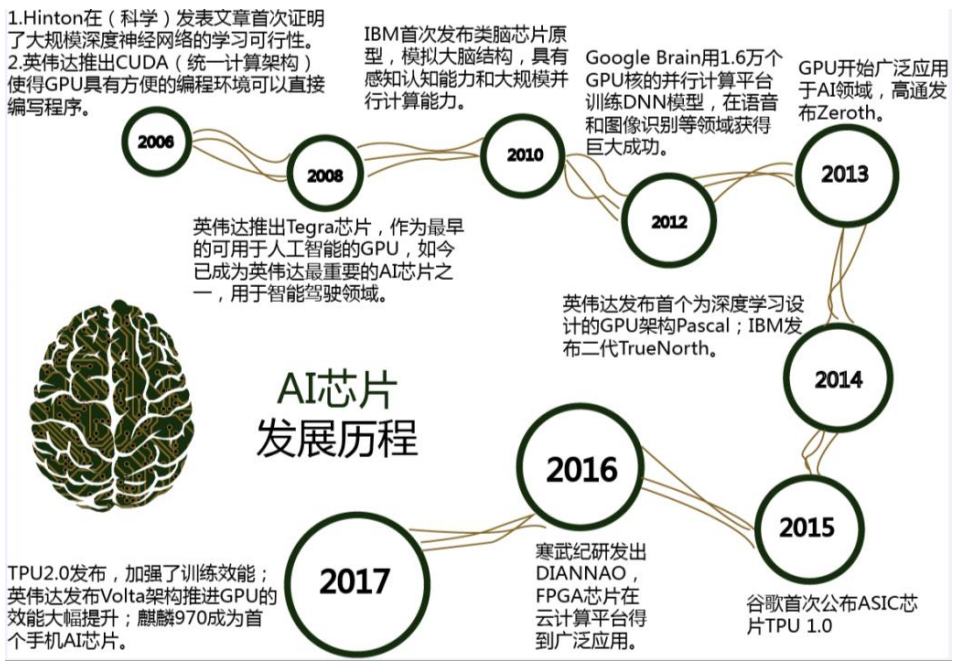 1.Hinton在（科学）发表文章首次证明
了大规模深度神经网络的学习可行性。
2.英伟达推出CUDA（统一计算架构）
使得GPU具有方便的编程环境可以直接
编写程序。
2006
英伟达推出Tegra芯片，作为最早
的可用于人工智能的GPU，如今
已成为英伟达最重要的AI芯片之
一，用于智能驾驶领域。
2008
IBM首次发布类脑芯片原
型，模拟大脑结构，具有
感知认知能力和大规模并
行计算能力。
2010
Google Brain用1.6万个
GPU核的并行计算平台
训练DNN模型，在语音
和图像识别等领域获得
巨大成功。
2012
GPU开始广泛应用
于AI领域，高通发
布Zeroth。
2013
英伟达发布首个为深度学习设
计的GPU架构Pascal；IBM发
布二代TrueNorth。
2014
AI芯片
发展历程
2015
谷歌首次公布ASIC芯
片TPU 1.0
2016
寒武纪研发出
DIANNAO，
FPGA芯片在
云计算平台得
到广泛应用。
2017
TPU2.0发布，加强了训练效能；
英伟达发布Volta架构推进GPU的
效能大幅提升；麒麟970成为首
个手机AI芯片。